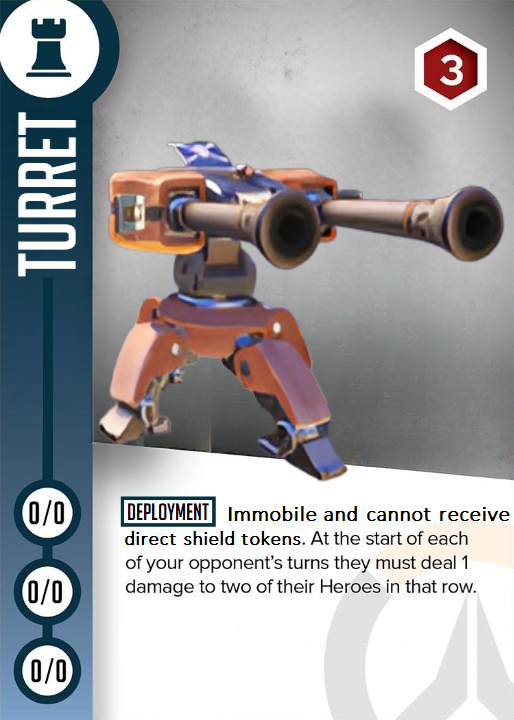 TURRET
3
DEPLOYMENT Immobile and cannot receive
direct shield tokens. At the start of each
of your opponent's turns they must deal 1
damage to two of their Heroes in that row.
0/0
0/0
0/0